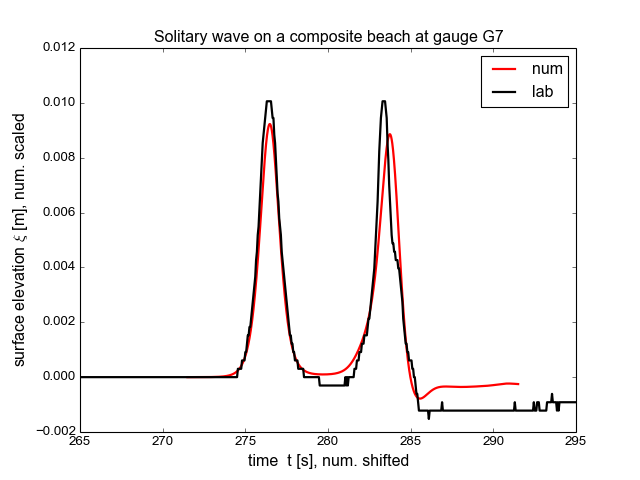 Solitary wave on a composite beach at gauge G7
0.012
0.010
0.008
0.006
0.004
0.002
0.000
−0.002
surface elevation ξ [m], num. scaled
num
lab
265 270 275 280 285 290 295
time t [s], num. shifted